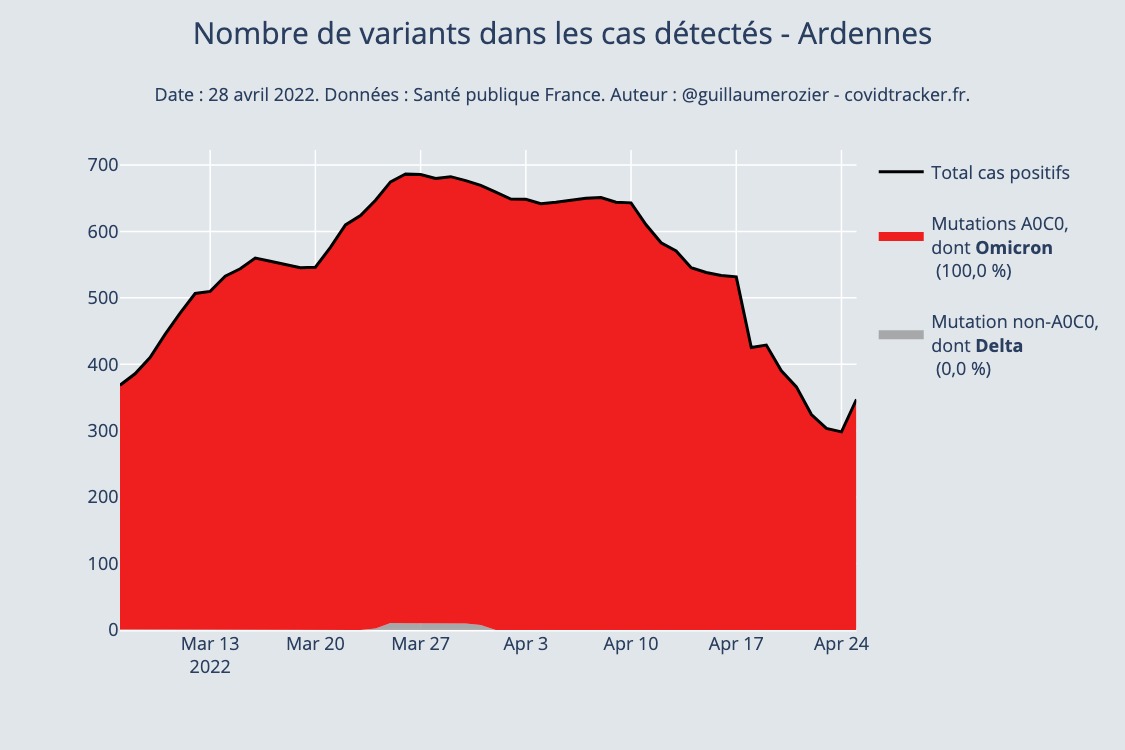 Nombre de variants dans les cas détectés - Ardennes
Date : 28 avril 2022. Données : Santé publique France. Auteur : @guillaumerozier - covidtracker.fr.
700
600
500
400
300
200
100
0
Mar 13
2022
Mar 20
Mar 27
Apr 3
Apr 10
Apr 17
Apr 24
Total cas positifs
Mutations A0C0,
dont Omicron
(100,0 %)
Mutation non-A0C0,
dont Delta
(0,0 %)